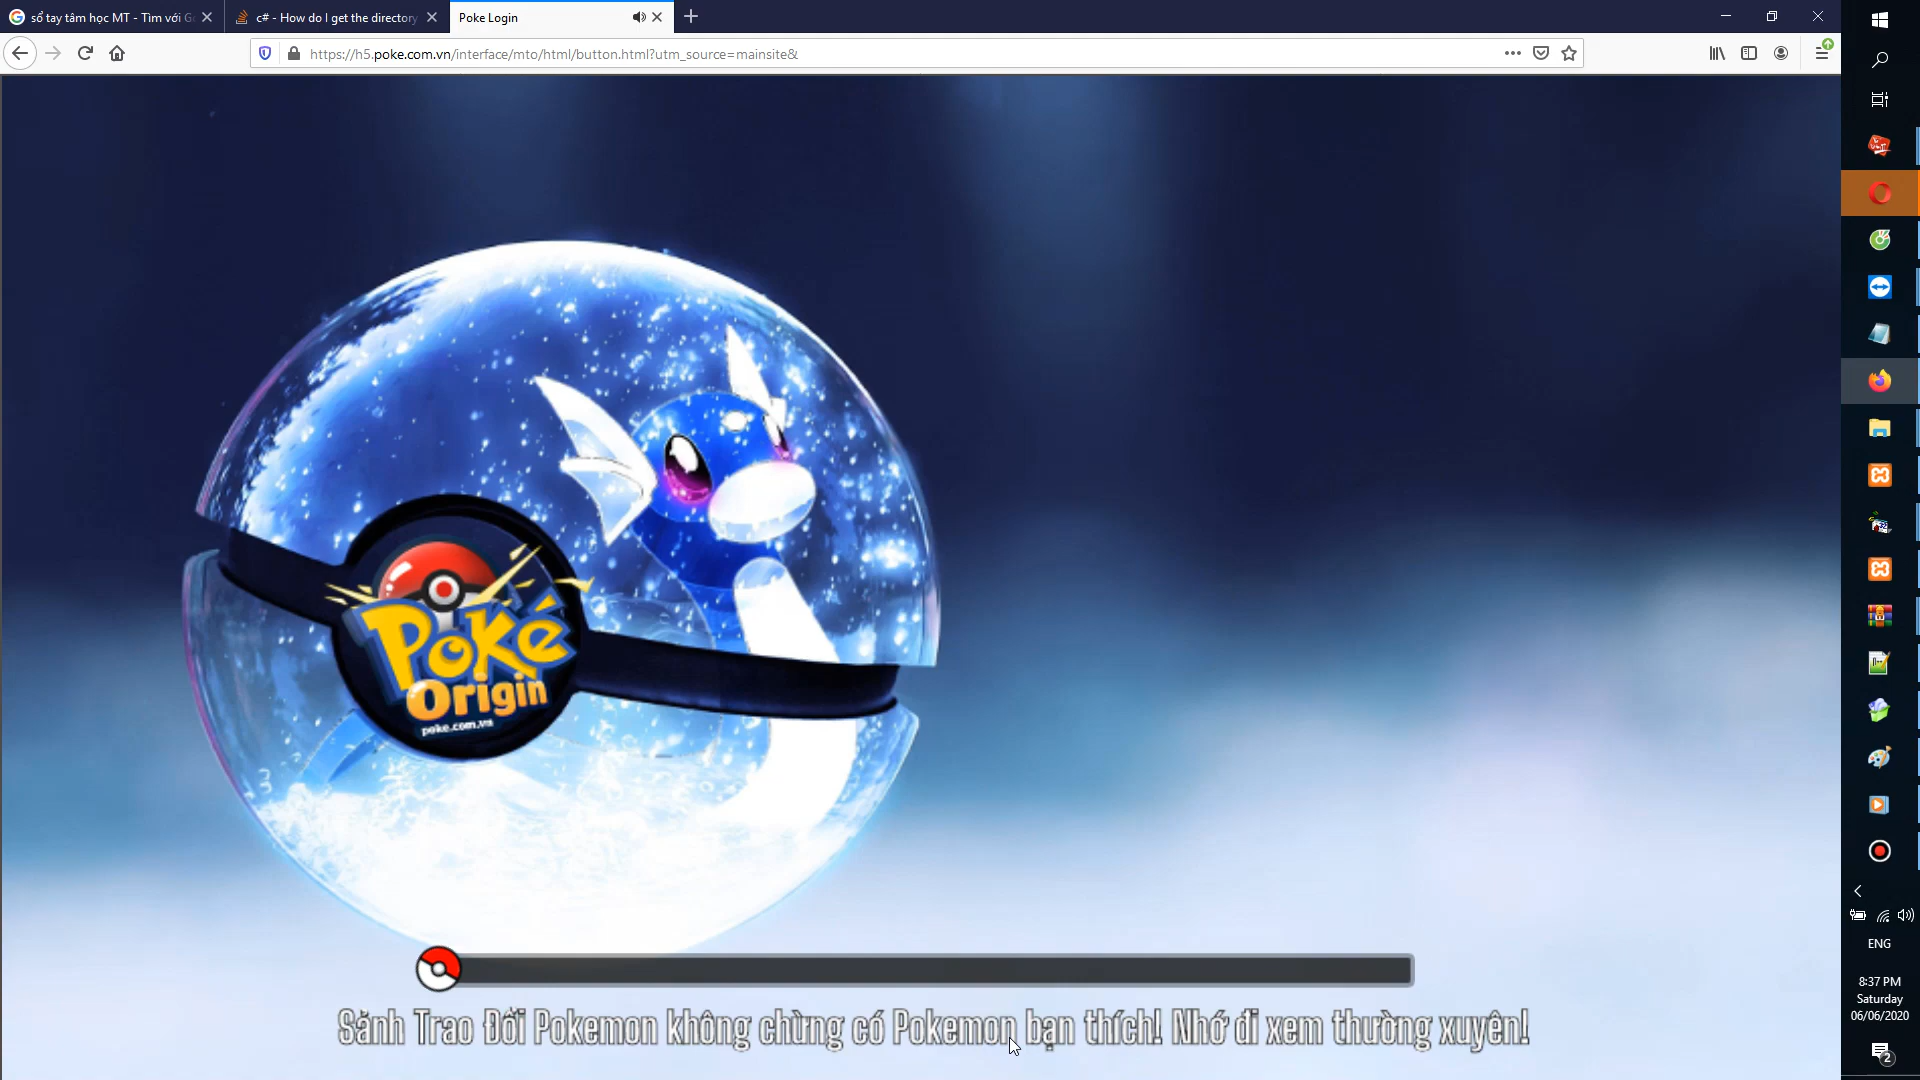 sổ tay tâm học MT - Tìm với G
c# - How do I get the directory
Poke Login
https://h5.poke.com.vn/interface/mto/html/button.html?utm_source=mainsite&
Poké
Origin
poke.com.vn
Sảnh Trao Đổi Pokemon không chừng có Pokemon bạn thích! Nhớ đi xem thường xuyên!
ENG
8:37 PM
Saturday
06/06/2020
2